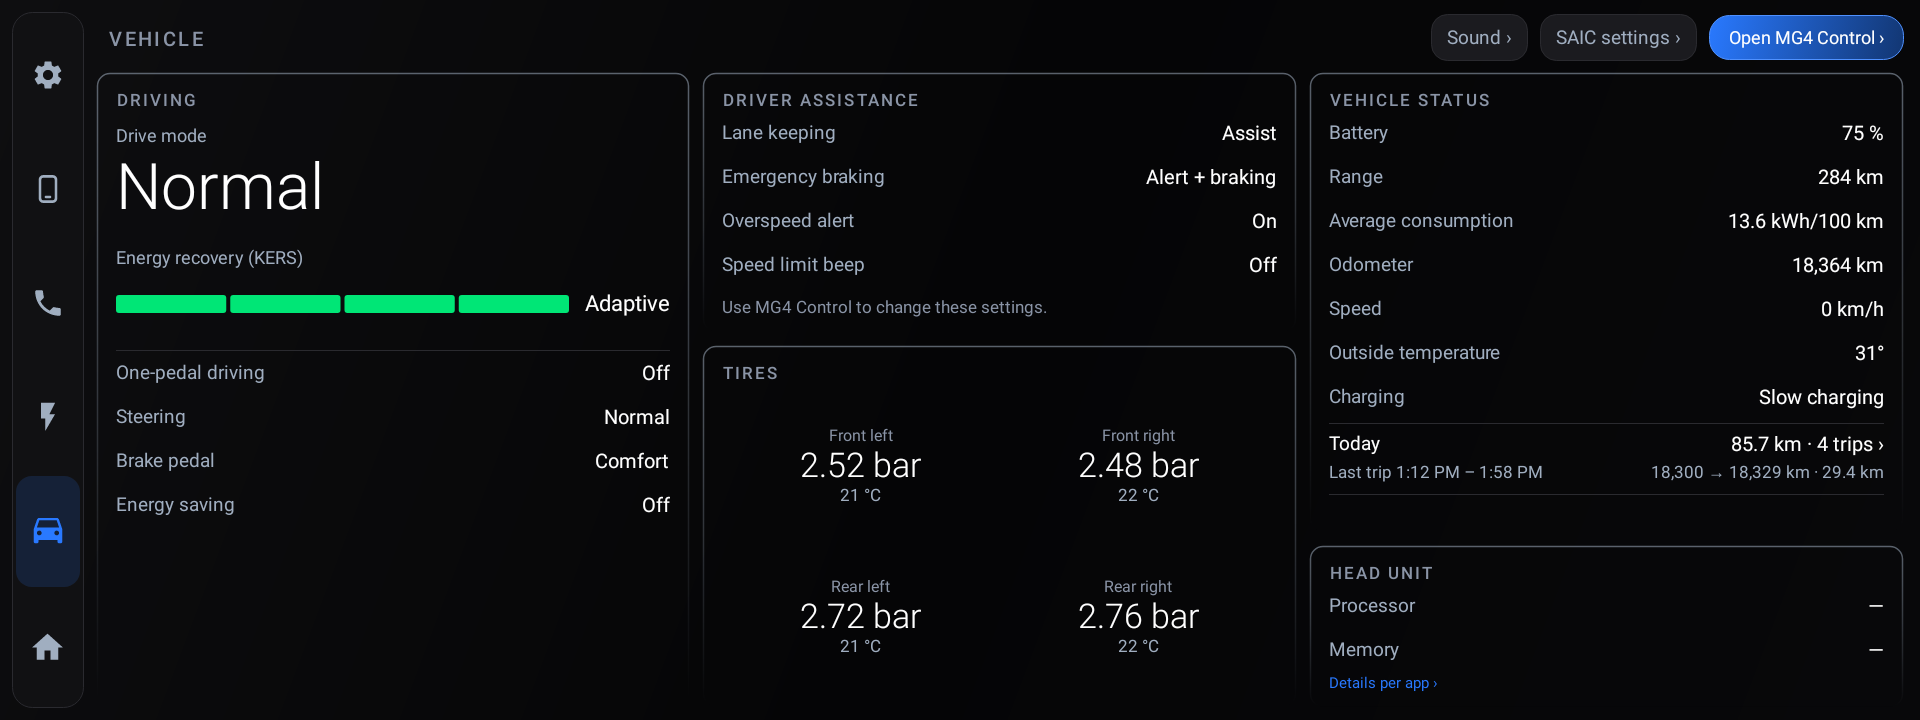 VEHICLE
Sound ›
SAIC settings ›
Open MG4 Control ›
DRIVING
Drive mode
Normal
Energy recovery (KERS)
Adaptive
One-pedal driving Off
Steering Normal
Brake pedal Comfort
Energy saving Off
DRIVER ASSISTANCE
Lane keeping Assist
Emergency braking Alert + braking
Overspeed alert On
Speed limit beep Off
Use MG4 Control to change these settings.
TIRES
Front left
2.52 bar
21 °C
Front right
2.48 bar
22 °C
Rear left
2.72 bar
21 °C
Rear right
2.76 bar
22 °C
VEHICLE STATUS
Battery 75 %
Range 284 km
Average consumption 13.6 kWh/100 km
Odometer 18,364 km
Speed 0 km/h
Outside temperature 31°
Charging Slow charging
Today 85.7 km · 4 trips ›
Last trip 1:12 PM – 1:58 PM 18,300 → 18,329 km · 29.4 km
HEAD UNIT
Processor –
Memory –
Details per app ›